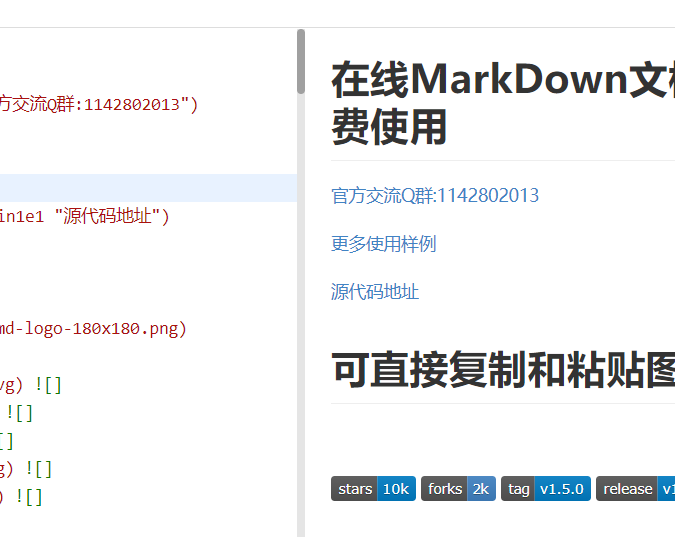 方交流Q群:1142802013")
in1e1 "源代码地址")
md-logo-180x180.png)
vg) ![]
![]
[]
g) ![]
) ![]
在线MarkDown文
费使用
官方交流Q群:1142802013
更多使用样例
源代码地址
可直接复制和粘贴图
stars 10k forks 2k tag v1.5.0 release v1